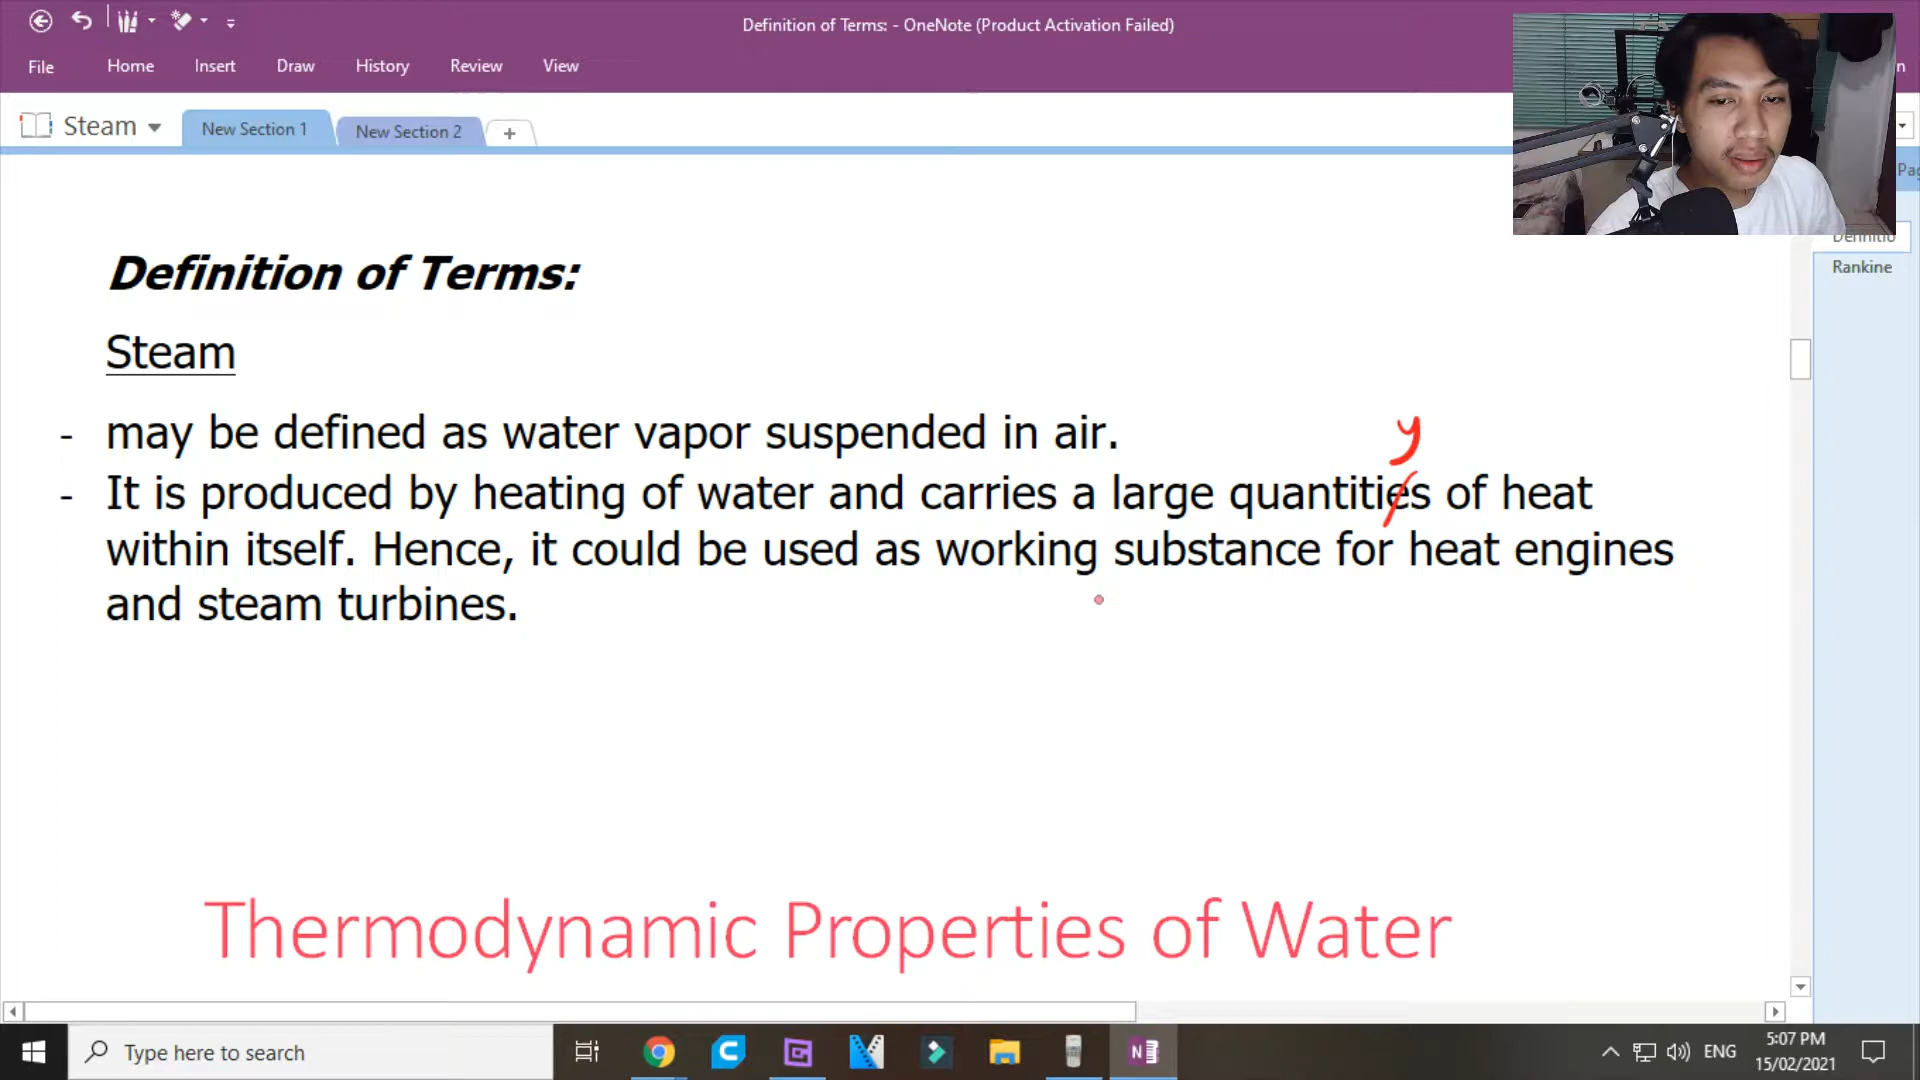 Definition of Terms: - OneNote (Product Activation Failed)
File Home Insert Draw History Review View
Steam New Section 1 New Section 2 +
Definition of Terms:
Steam
- may be defined as water vapor suspended in air.
y
- It is produced by heating of water and carries a large quantities of heat
within itself. Hence, it could be used as working substance for heat engines
and steam turbines.
Thermodynamic Properties of Water
Pag
Definitio
Rankine
Type here to search
ENG
5:07 PM
15/02/2021